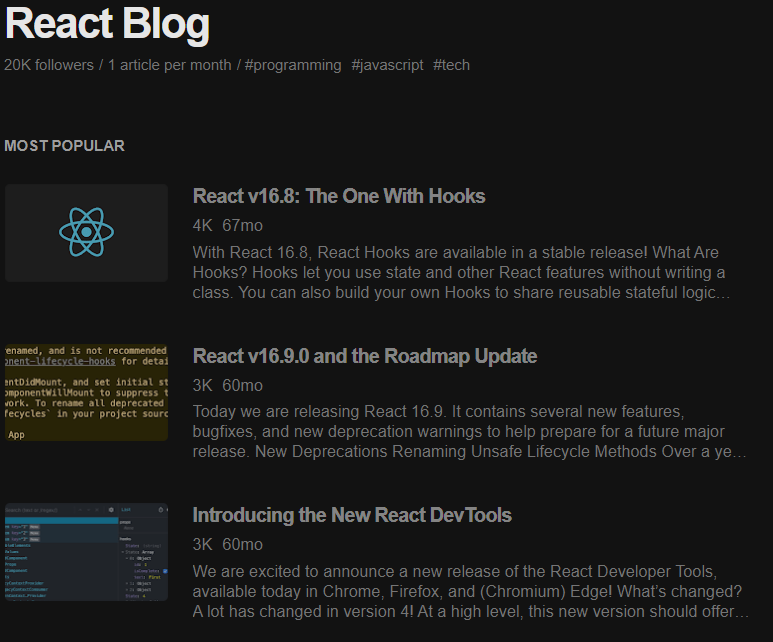 React Blog
20K followers / 1 article per month / #programming #javascript #tech
MOST POPULAR
React v16.8: The One With Hooks
4K 67mo
With React 16.8, React Hooks are available in a stable release! What Are
Hooks? Hooks let you use state and other React features without writing a
class. You can also build your own Hooks to share reusable stateful logic…
renamed, and is not recommended
onent-lifecycle-hooks for detai
entDidMount, and set initial st
omponentWillMount to suppress t
work. To rename all deprecated
fecycles` in your project sourc
App
React v16.9.0 and the Roadmap Update
3K 60mo
Today we are releasing React 16.9. It contains several new features,
bugfixes, and new deprecation warnings to help prepare for a future major
release. New Deprecations Renaming Unsafe Lifecycle Methods Over a ye…
Introducing the New React DevTools
3K 60mo
We are excited to announce a new release of the React Developer Tools,
available today in Chrome, Firefox, and (Chromium) Edge! What's changed?
A lot has changed in version 4! At a high level, this new version should offer…